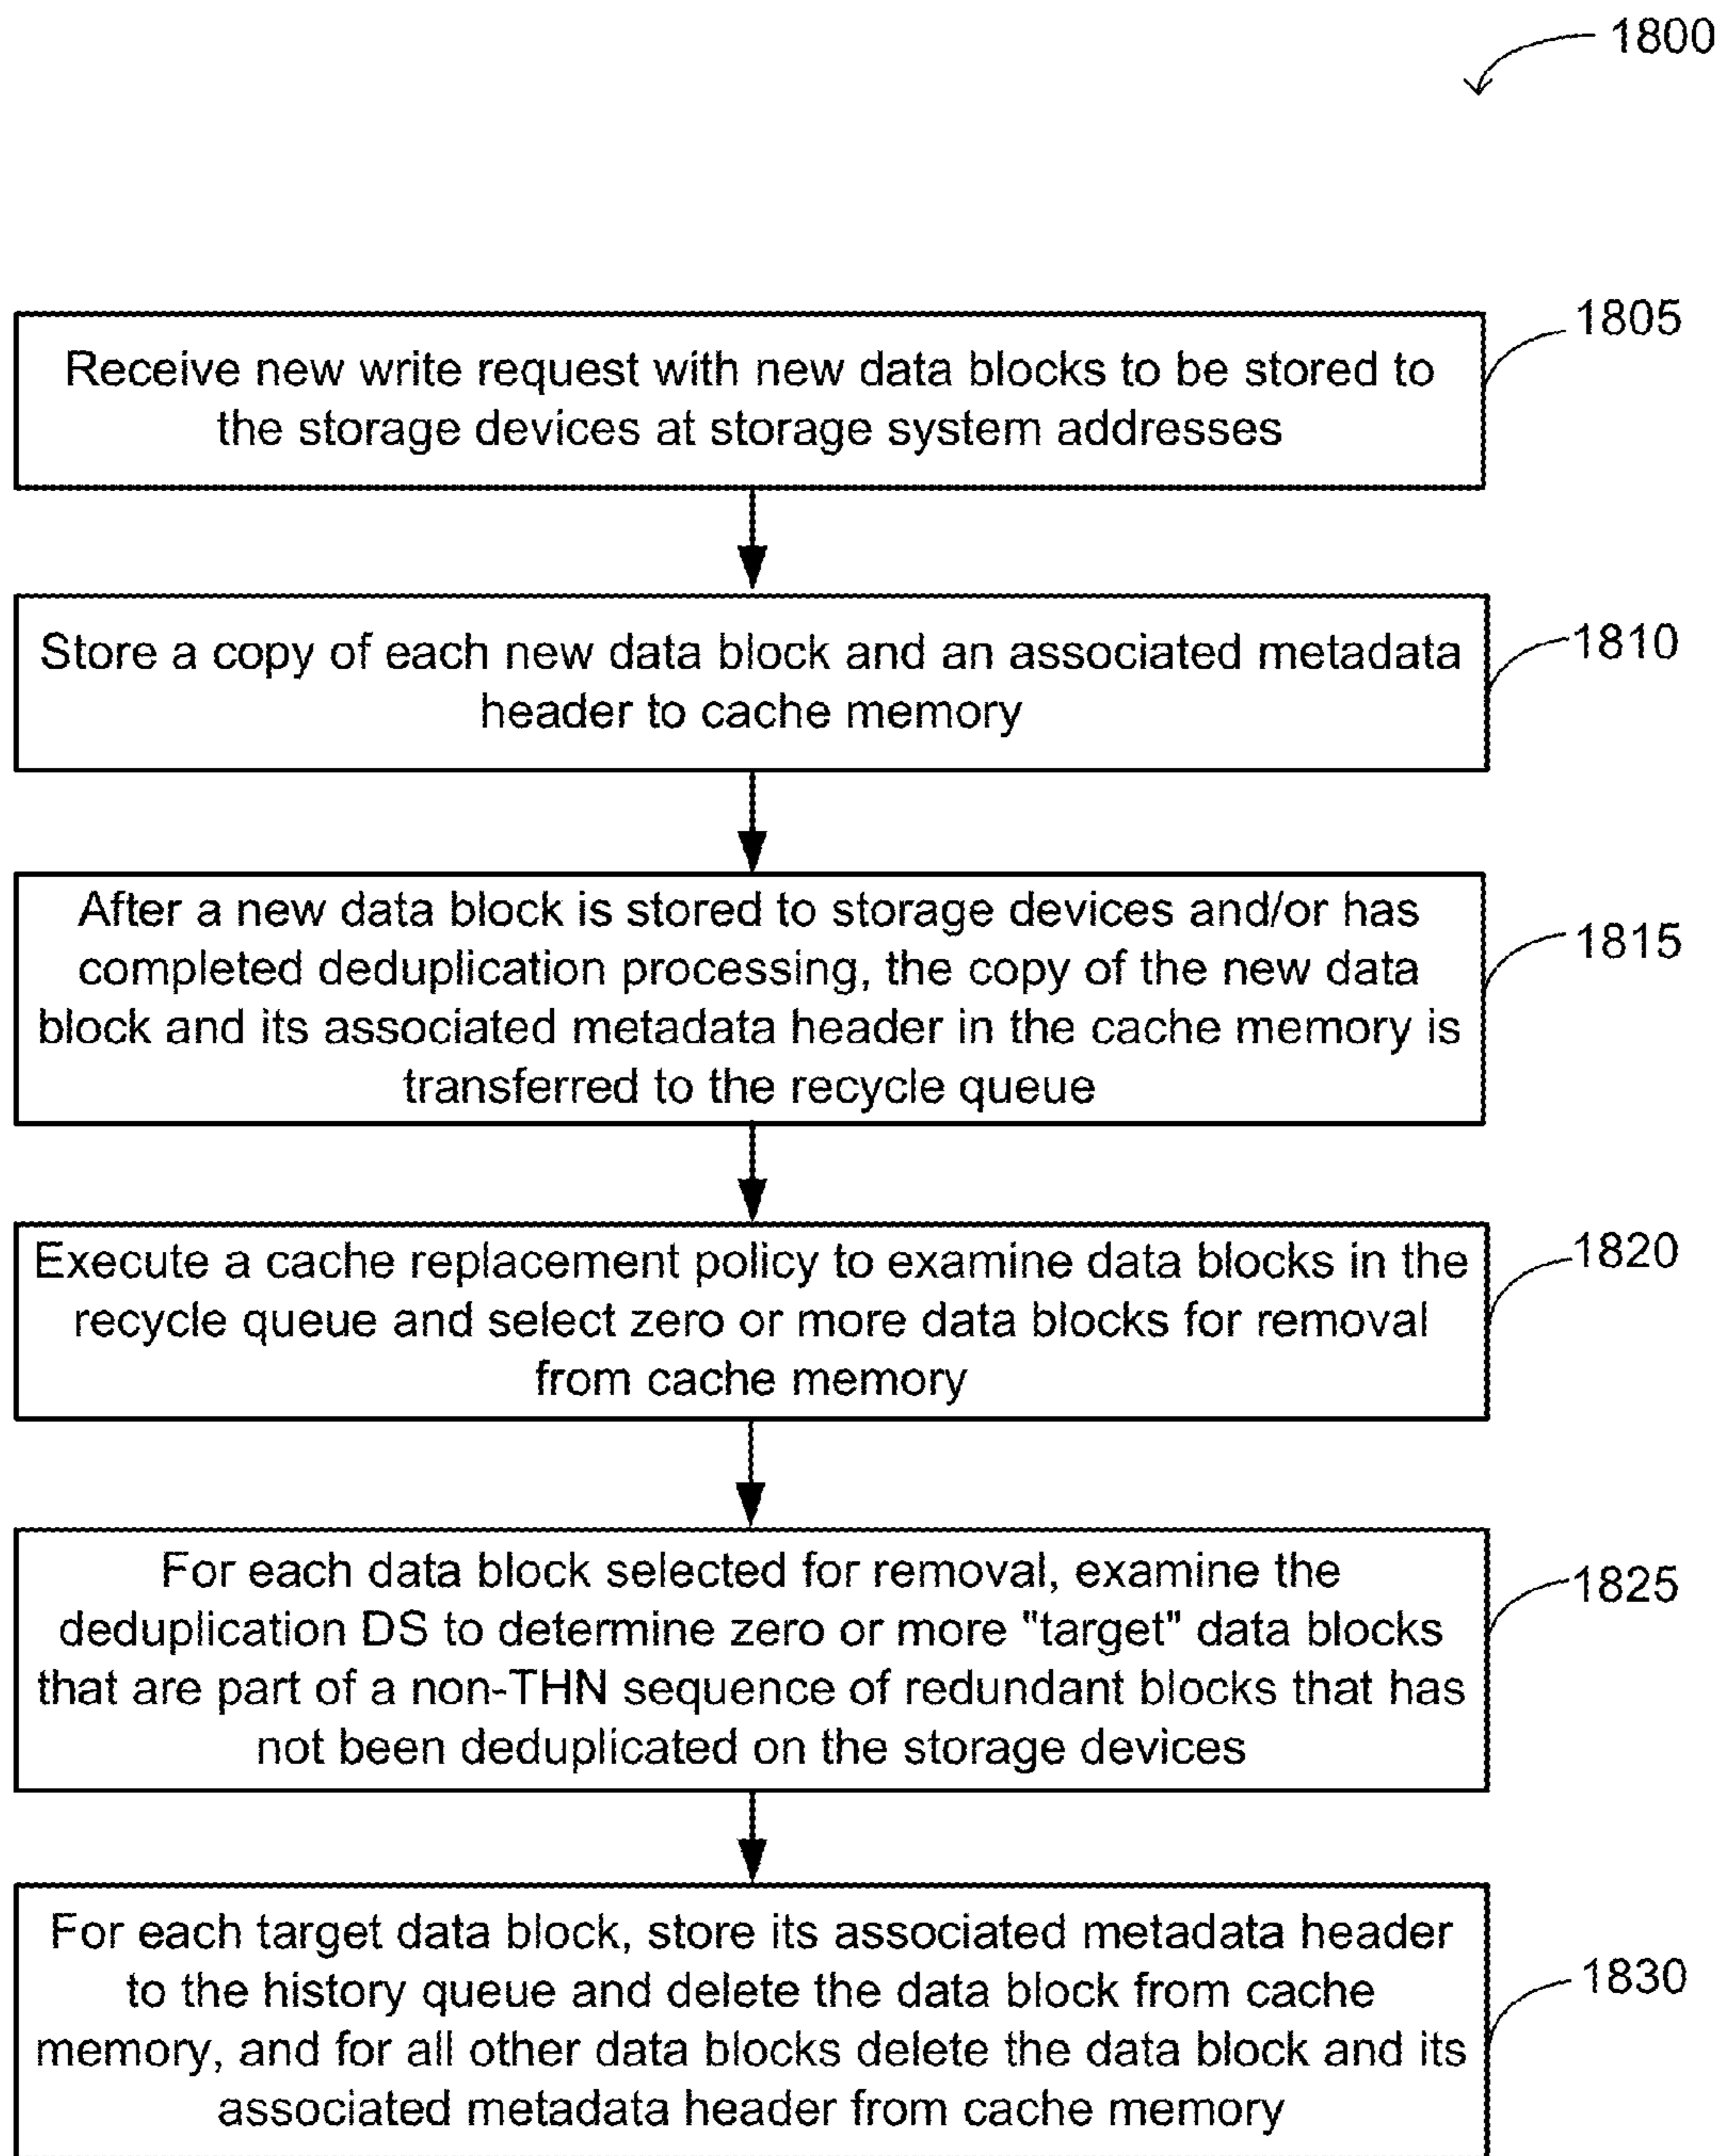 1800
Receive new write request with new data blocks to be stored to
the storage devices at storage system addresses
1805
Store a copy of each new data block and an associated metadata
header to cache memory
1810
After a new data block is stored to storage devices and/or has
completed deduplication processing, the copy of the new data
block and its associated metadata header in the cache memory is
transferred to the recycle queue
1815
Execute a cache replacement policy to examine data blocks in the
recycle queue and select zero or more data blocks for removal
from cache memory
1820
For each data block selected for removal, examine the
deduplication DS to determine zero or more "target" data blocks
that are part of a non-THN sequence of redundant blocks that has
not been deduplicated on the storage devices
1825
For each target data block, store its associated metadata header
to the history queue and delete the data block from cache
memory, and for all other data blocks delete the data block and its
associated metadata header from cache memory
1830